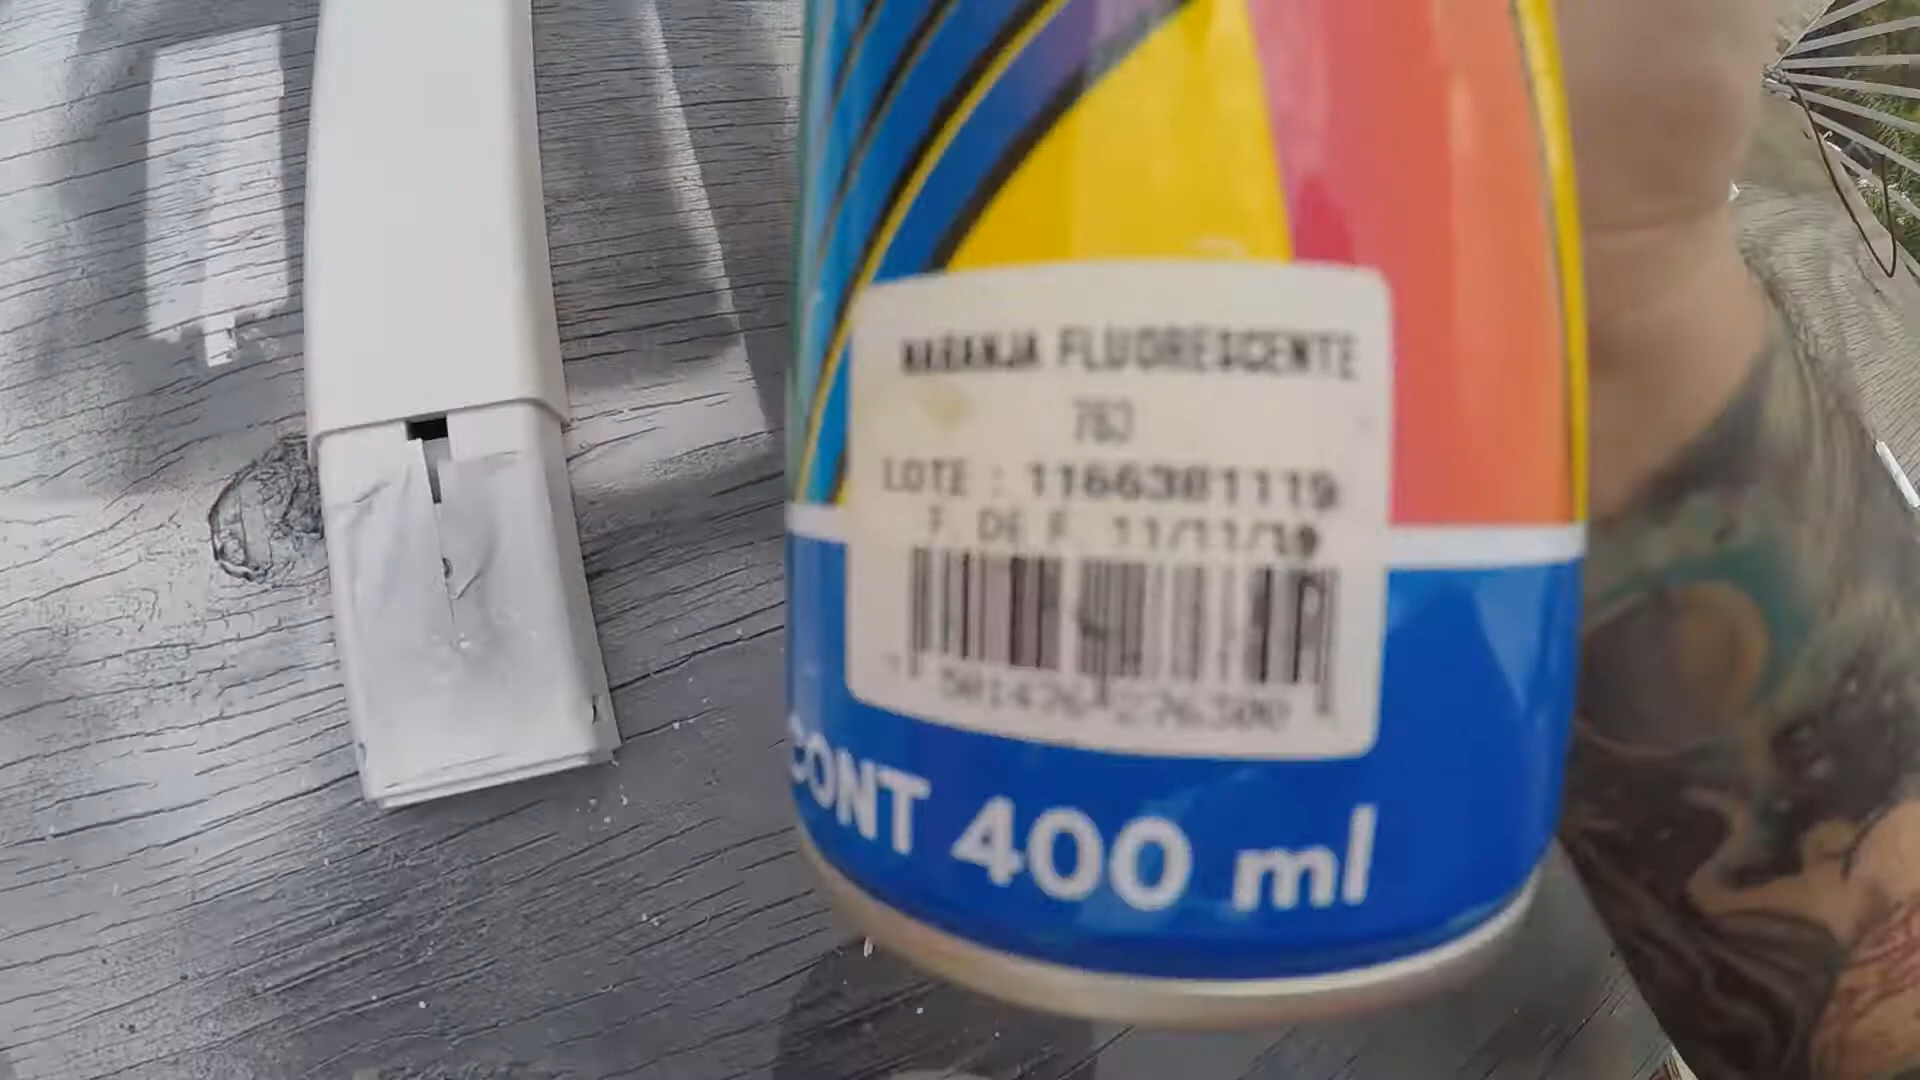 NARANJA FLUORESCENTE
LOTE : 1166301119
F. DE F. 11/11/19
CONT 400 ml